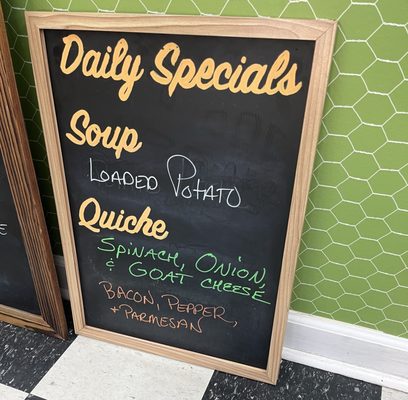 Daily Specials
Soup
LOADED POTATO
Quiche
SPINACH, ONION,
& GOAT CHEESE
BACON, PEPPER,
+ PARMESAN